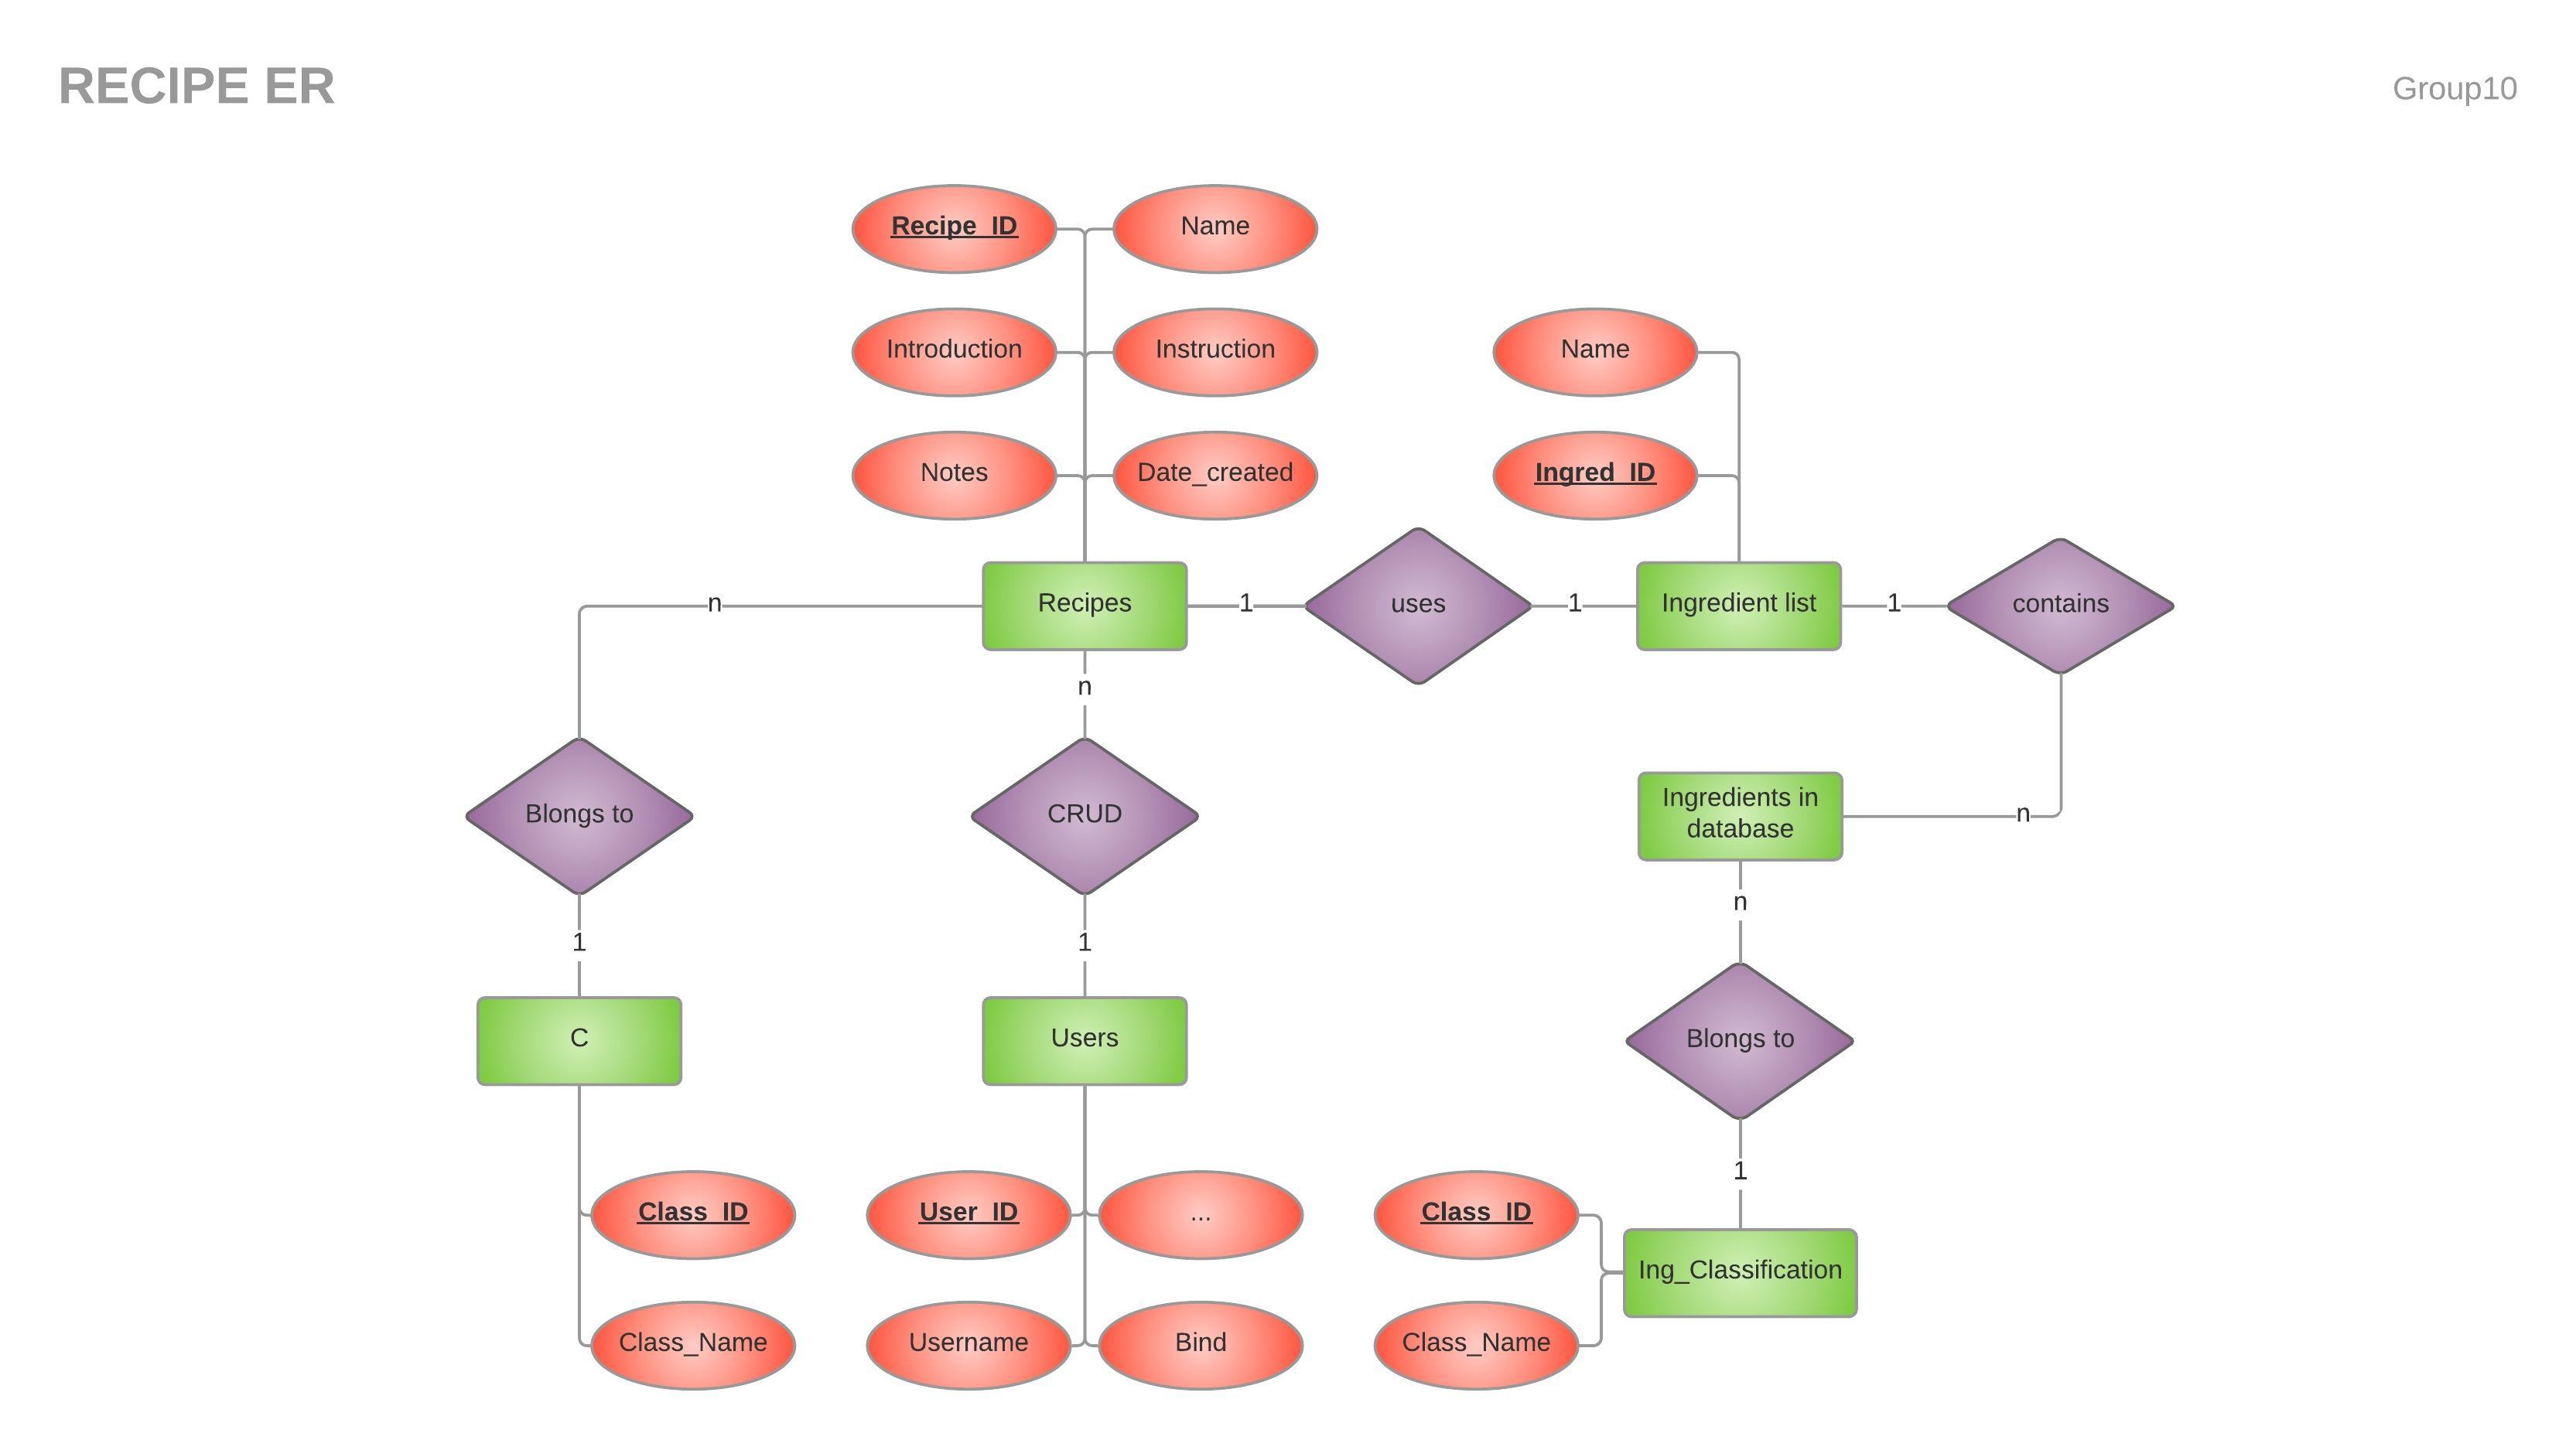 RECIPE ER
Group10
Recipe_ID
Name
Introduction
Instruction
Name
Notes
Date_created
Ingred_ID
n
Recipes
1
uses
1
Ingredient list
1
contains
n
Blongs to
CRUD
Ingredients in
database
n
n
1
1
C
Users
Blongs to
1
Class_ID
User_ID
...
Class_ID
Ing_Classification
Class_Name
Username
Bind
Class_Name